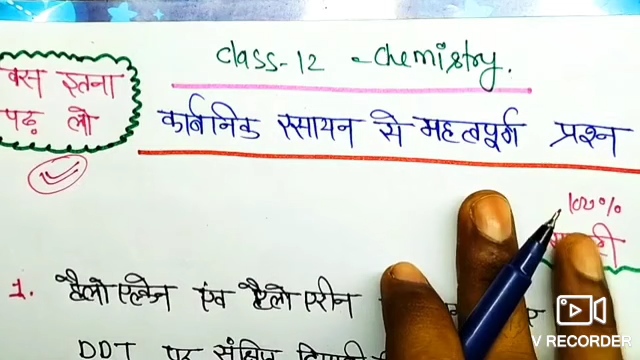 Class-12 - Chemistry.
बस इतना
पढ़ लो
कार्बनिक रसायन से महत्वपूर्ण प्रश्न
100%
1. हैलोएल्केन एवं हैलोएरीन
DDT पर संक्षिप्त
V RECORDER